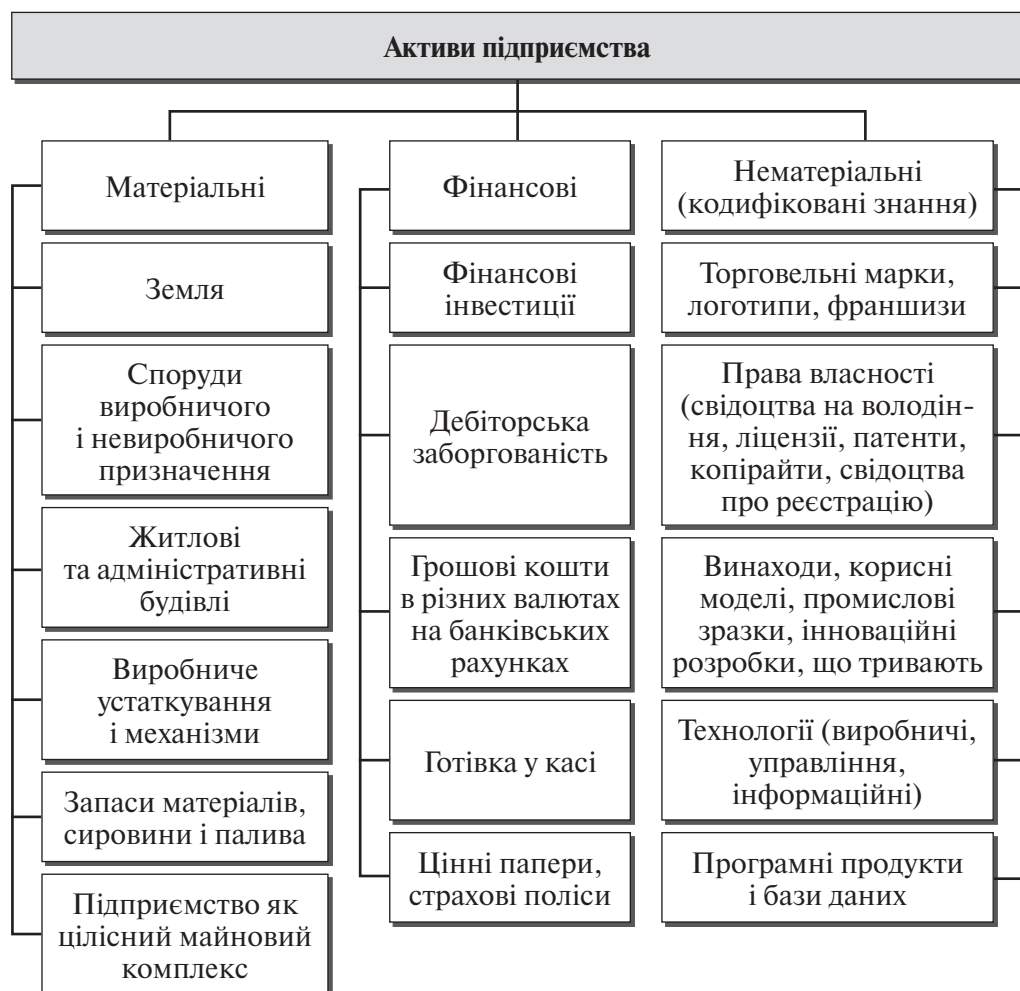 Активи підприємства
Матеріальні
Земля
Споруди
виробничого
і невиробничого
призначення
Житлові
та адміністративні
будівлі
Виробниче
устаткування
і механізми
Запаси матеріалів,
сировини і палива
Підприємство як
цілісний майновий
комплекс
Фінансові
Фінансові
інвестиції
Дебіторська
заборгованість
Грошові кошти
в різних валютах
на банківських
рахунках
Готівка у касі
Цінні папери,
страхові поліси
Нематеріальні
(кодифіковані знання)
Торговельні марки,
логотипи, франшизи
Права власності
(свідоцтва на володін-
ня, ліцензії, патенти,
копірайти, свідоцтва
про реєстрацію)
Винаходи, корисні
моделі, промислові
зразки, інноваційні
розробки, що тривають
Технології (виробничі,
управління,
інформаційні)
Програмні продукти
і бази даних